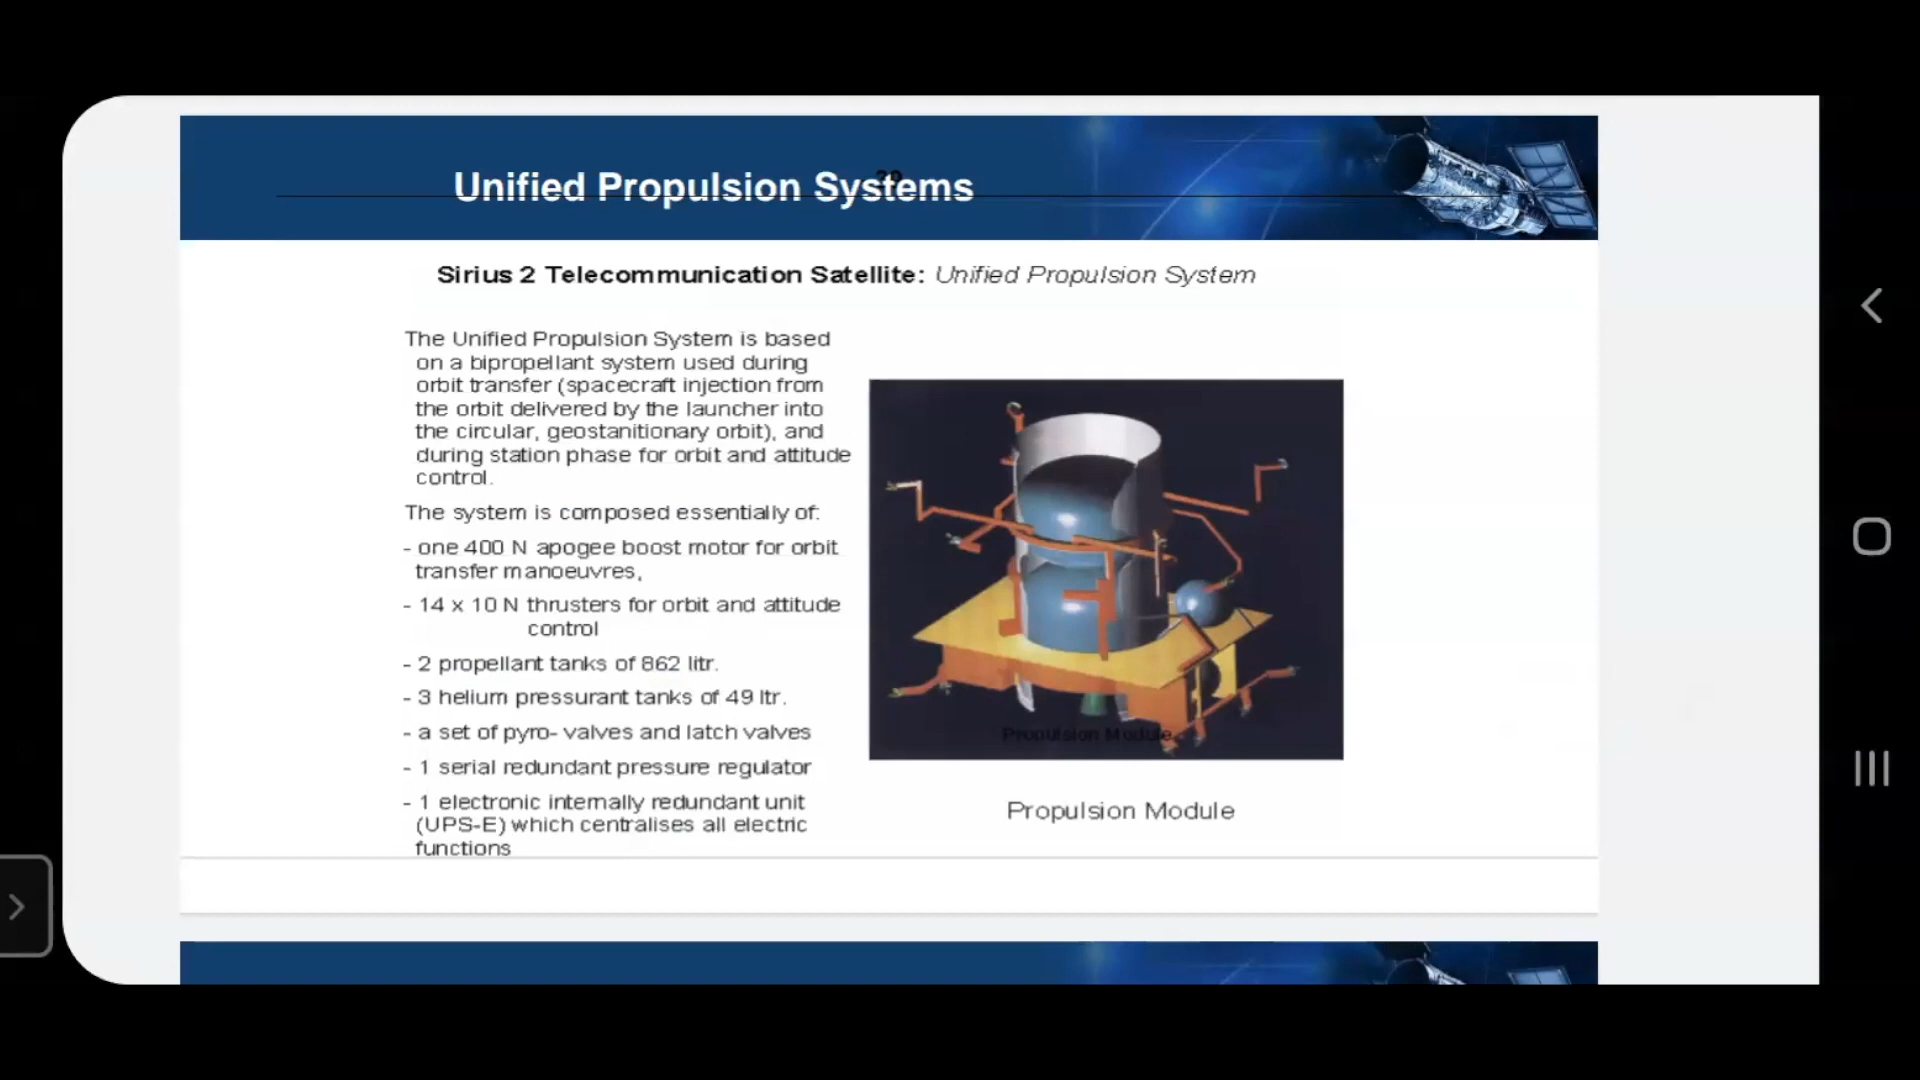 Unified Propulsion Systems
Sirius 2 Telecommunication Satellite: Unified Propulsion System
The Unified Propulsion System is based
on a bipropellant system used during
orbit transfer (spacecraft injection from
the orbit delivered by the launcher into
the circular, geostanitionary orbit), and
during station phase for orbit and attitude
control.
The system is composed essentially of:
- one 400 N apogee boost motor for orbit
transfer manoeuvres,
- 14 x 10 N thrusters for orbit and attitude
control
- 2 propellant tanks of 862 litr.
- 3 helium pressurant tanks of 49 ltr.
- a set of pyro- valves and latch valves
- 1 serial redundant pressure regulator
- 1 electronic internally redundant unit
(UPS-E) which centralises all electric
functions
Propulsion Module
Propulsion Module